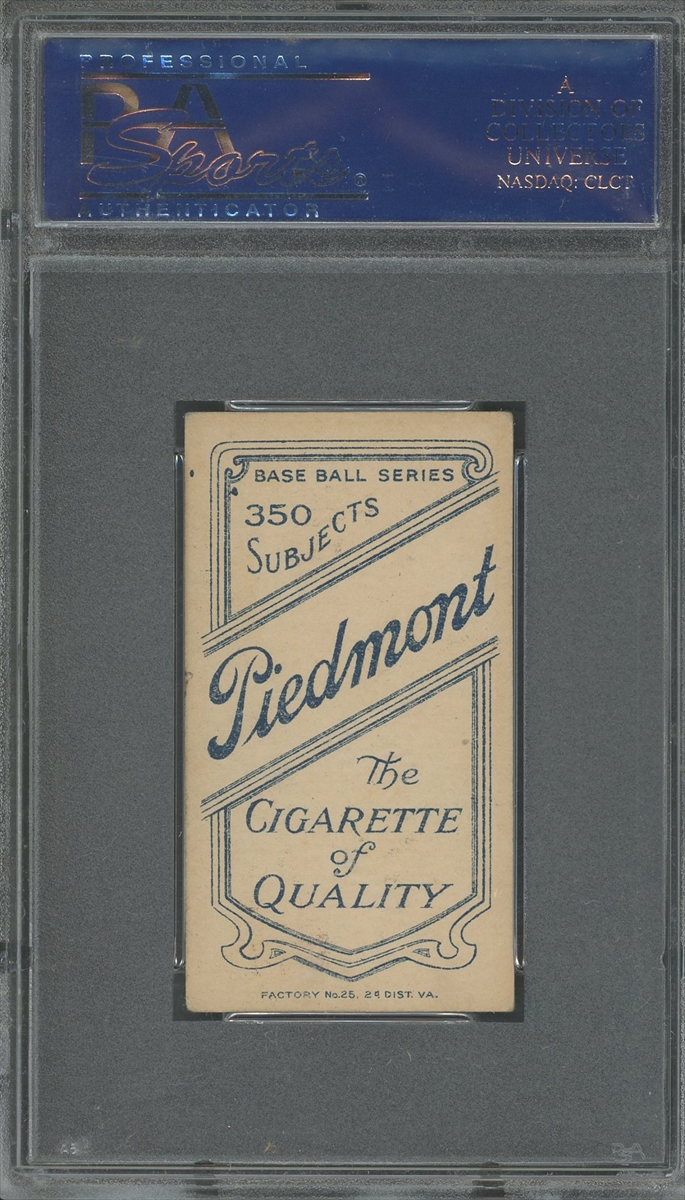 PROFESSIONAL
PSA
Sports
AUTHENTICATOR
A
DIVISION OF
COLLECTORS
UNIVERSE
NASDAQ: CLCT
BASE BALL SERIES
350
SUBJECTS
Piedmont
The
CIGARETTE
of
QUALITY
FACTORY No.25. 2d DIST. VA.
PSA